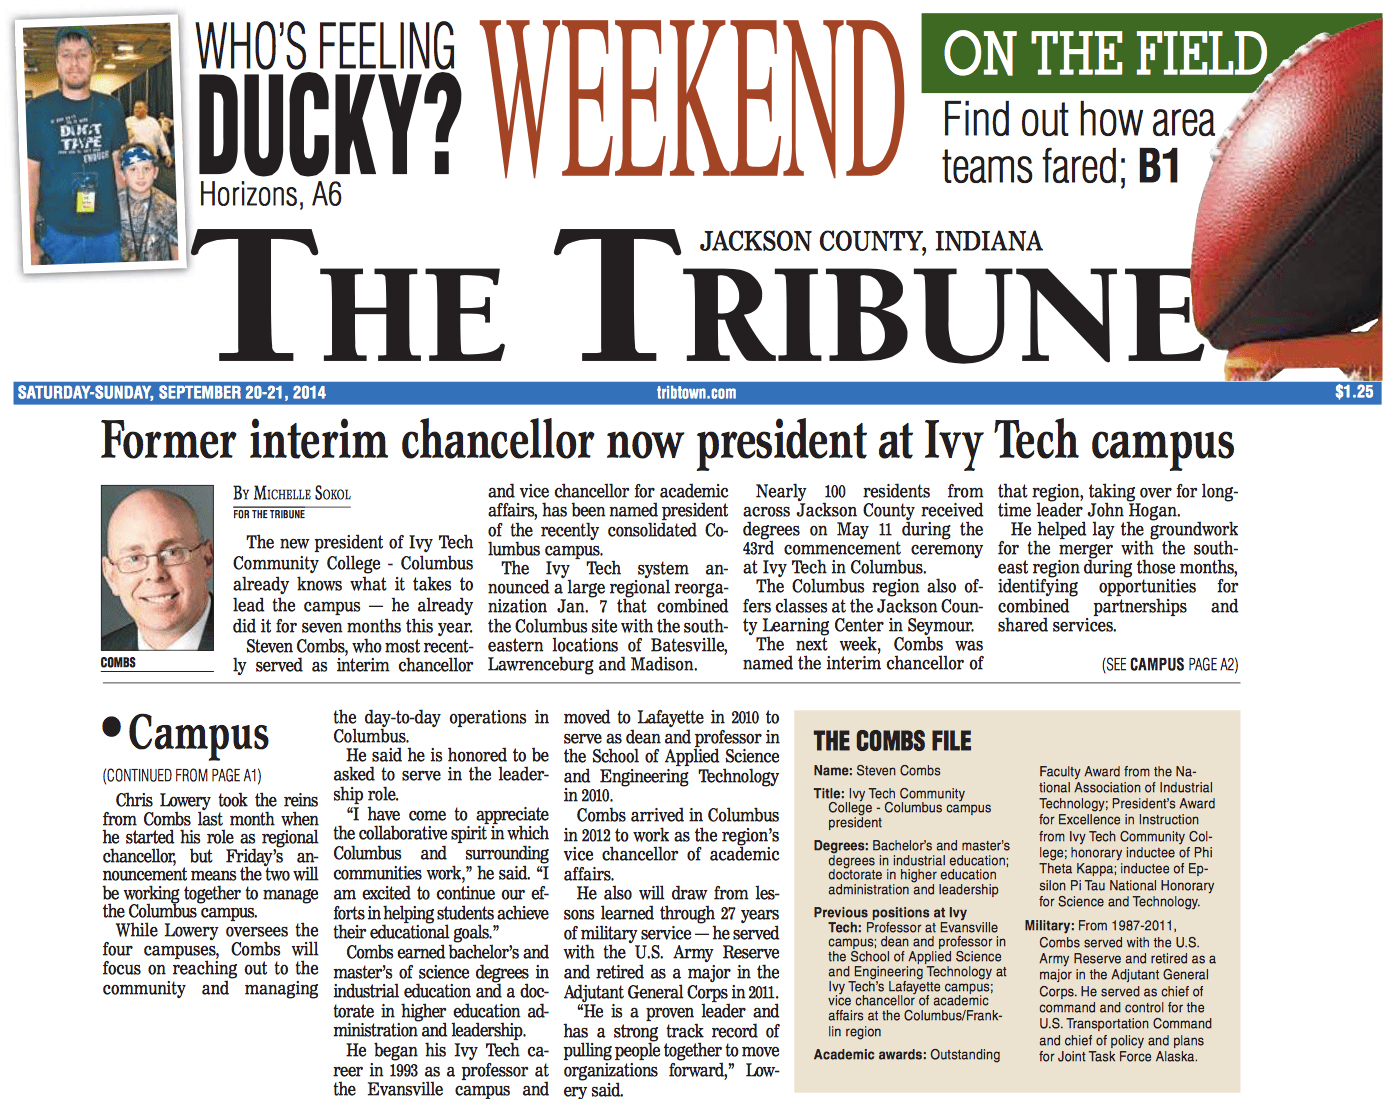 WHO'S FEELING
DUCKY?
Horizons, A6
WEEKEND
ON THE FIELD
Find out how area
teams fared; B1
DUCT
TAPE
ENOUGH
JACKSON COUNTY, INDIANA
THE TRIBUNE
SATURDAY-SUNDAY, SEPTEMBER 20-21, 2014
tribtown.com
$1.25
Former interim chancellor now president at Ivy Tech campus
COMBS
BY MICHELLE SOKOL
FOR THE TRIBUNE
The new president of Ivy Tech
Community College - Columbus
already knows what it takes to
lead the campus — he already
did it for seven months this year.
Steven Combs, who most recent-
ly served as interim chancellor
and vice chancellor for academic
affairs, has been named president
of the recently consolidated Co-
lumbus campus.
The Ivy Tech system an-
nounced a large regional reorga-
nization Jan. 7 that combined
the Columbus site with the south-
eastern locations of Batesville,
Lawrenceburg and Madison.
Nearly 100 residents from
across Jackson County received
degrees on May 11 during the
43rd commencement ceremony
at Ivy Tech in Columbus.
The Columbus region also of-
fers classes at the Jackson Coun-
ty Learning Center in Seymour.
The next week, Combs was
named the interim chancellor of
that region, taking over for long-
time leader John Hogan.
He helped lay the groundwork
for the merger with the south-
east region during those months,
identifying opportunities for
combined partnerships and
shared services.
(SEE CAMPUS PAGE A2)
•Campus
(CONTINUED FROM PAGE A1)
Chris Lowery took the reins
from Combs last month when
he started his role as regional
chancellor, but Friday's an-
nouncement means the two will
be working together to manage
the Columbus campus.
While Lowery oversees the
four campuses, Combs will
focus on reaching out to the
community and managing
the day-to-day operations in
Columbus.
He said he is honored to be
asked to serve in the leader-
ship role.
“I have come to appreciate
the collaborative spirit in which
Columbus and surrounding
communities work,” he said. “I
am excited to continue our ef-
forts in helping students achieve
their educational goals.”
Combs earned bachelor's and
master's of science degrees in
industrial education and a doc-
torate in higher education ad-
ministration and leadership.
He began his Ivy Tech ca-
reer in 1993 as a professor at
the Evansville campus and
moved to Lafayette in 2010 to
serve as dean and professor in
the School of Applied Science
and Engineering Technology
in 2010.
Combs arrived in Columbus
in 2012 to work as the region's
vice chancellor of academic
affairs.
He also will draw from les-
sons learned through 27 years
of military service — he served
with the U.S. Army Reserve
and retired as a major in the
Adjutant General Corps in 2011.
“He is a proven leader and
has a strong track record of
pulling people together to move
organizations forward,” Low-
ery said.
THE COMBS FILE
Name: Steven Combs
Title: Ivy Tech Community
College - Columbus campus
president
Degrees: Bachelor's and master's
degrees in industrial education;
doctorate in higher education
administration and leadership
Previous positions at Ivy
Tech: Professor at Evansville
campus; dean and professor in
the School of Applied Science
and Engineering Technology at
Ivy Tech's Lafayette campus;
vice chancellor of academic
affairs at the Columbus/Frank-
lin region
Academic awards: Outstanding
Faculty Award from the Na-
tional Association of Industrial
Technology; President's Award
for Excellence in Instruction
from Ivy Tech Community Col-
lege; honorary inductee of Phi
Theta Kappa; inductee of Ep-
silon Pi Tau National Honorary
for Science and Technology.
Military: From 1987-2011,
Combs served with the U.S.
Army Reserve and retired as a
major in the Adjutant General
Corps. He served as chief of
command and control for the
U.S. Transportation Command
and chief of policy and plans
for Joint Task Force Alaska.